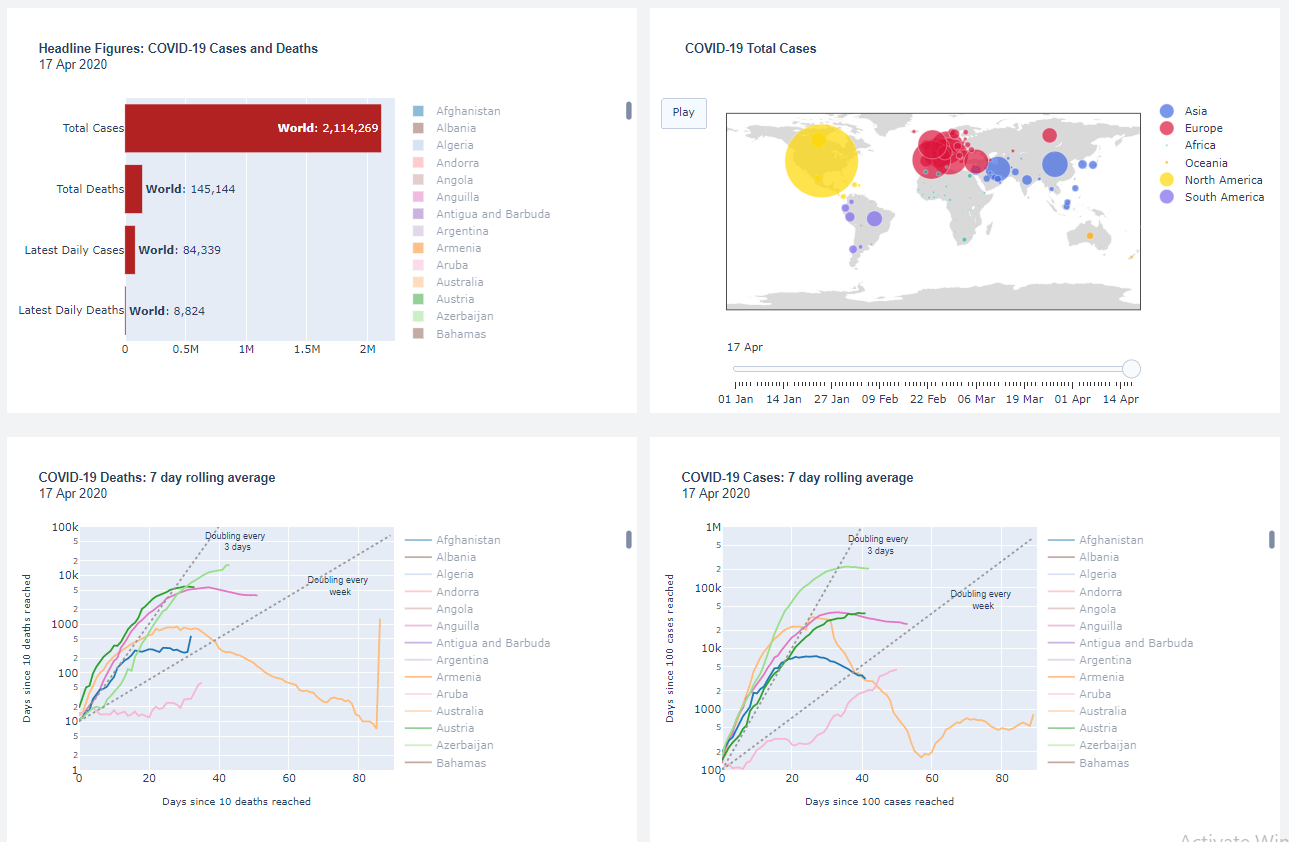 Headline Figures: COVID-19 Cases and Deaths
17 Apr 2020
Total Cases
World: 2,114,269
Total Deaths
World: 145,144
Latest Daily Cases
World: 84,339
Latest Daily Deaths
World: 8,824
0 0.5M 1M 1.5M 2M
Afghanistan
Albania
Algeria
Andorra
Angola
Anguilla
Antigua and Barbuda
Argentina
Armenia
Aruba
Australia
Austria
Azerbaijan
Bahamas
COVID-19 Total Cases
Play
Asia
Europe
Africa
Oceania
North America
South America
17 Apr
01 Jan 14 Jan 27 Jan 09 Feb 22 Feb 06 Mar 19 Mar 01 Apr 14 Apr
COVID-19 Deaths: 7 day rolling average
17 Apr 2020
Days since 10 deaths reached
100k
5
2
10k
5
2
1000
5
2
100
5
2
10
5
2
1
Doubling every
3 days
Doubling every
week
0 20 40 60 80
Days since 10 deaths reached
Afghanistan
Albania
Algeria
Andorra
Angola
Anguilla
Antigua and Barbuda
Argentina
Armenia
Aruba
Australia
Austria
Azerbaijan
Bahamas
COVID-19 Cases: 7 day rolling average
17 Apr 2020
Days since 100 cases reached
1M
5
2
100k
5
2
10k
5
2
1000
5
2
100
Doubling every
3 days
Doubling every
week
0 20 40 60 80
Days since 100 cases reached
Afghanistan
Albania
Algeria
Andorra
Angola
Anguilla
Antigua and Barbuda
Argentina
Armenia
Aruba
Australia
Austria
Azerbaijan
Bahamas
Activate Win